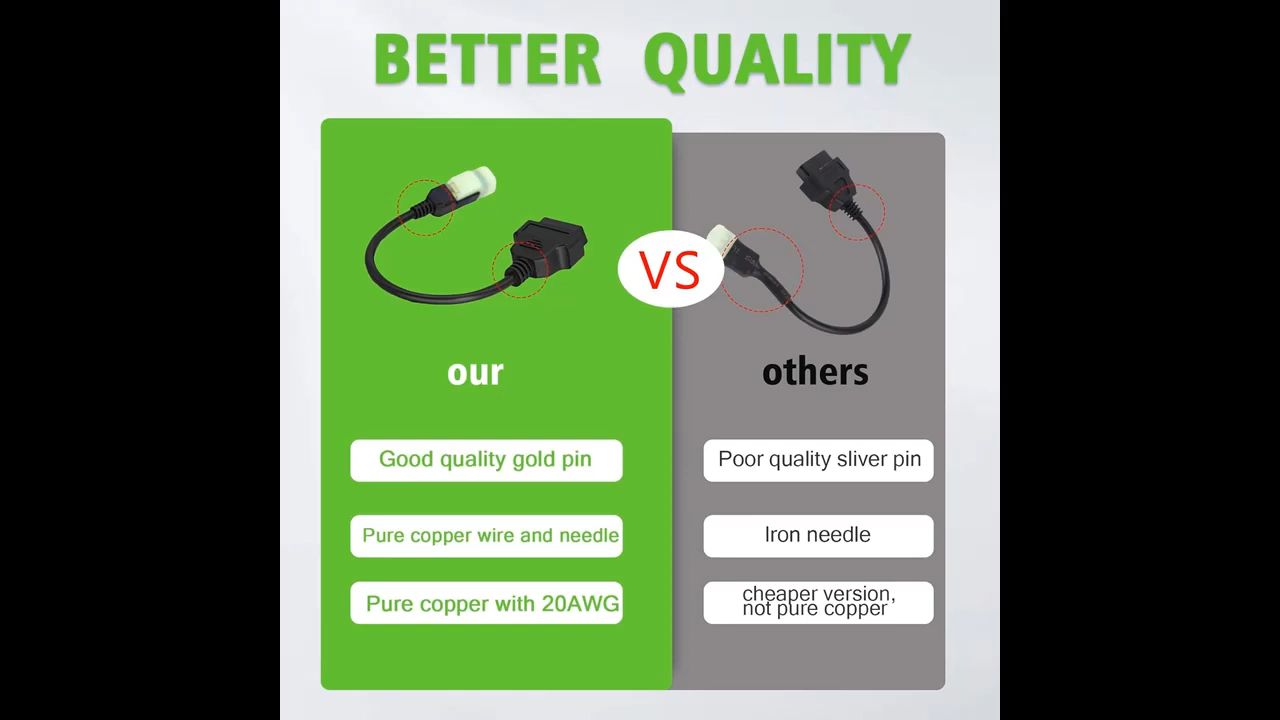 BETTER QUALITY
VS
our
others
Good quality gold pin
Poor quality sliver pin
Pure copper wire and needle
Iron needle
Pure copper with 20AWG
cheaper version,
not pure copper